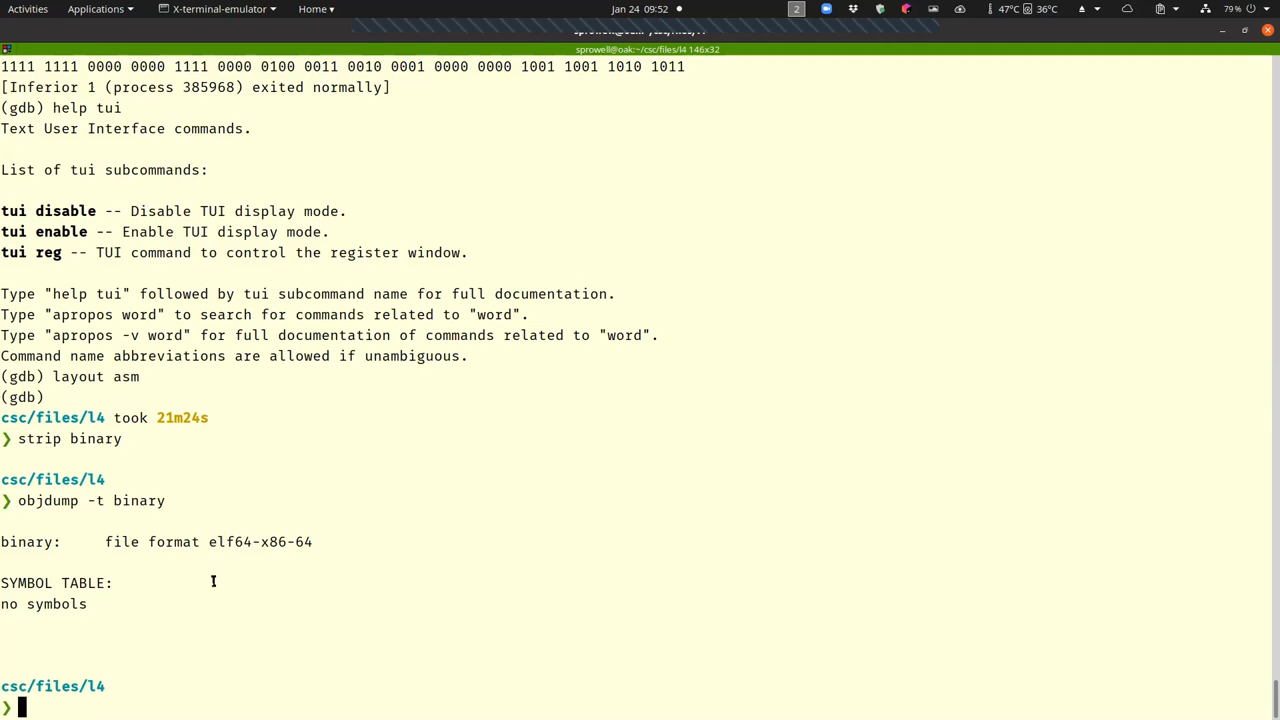 Activities Applications X-terminal-emulator Home Jan 24 09:52 2 47°C 36°C 79%
sprowell@oak:~/csc/files/l4 146x32
1111 1111 0000 0000 1111 0000 0100 0011 0010 0001 0000 0000 1001 1001 1010 1011
[Inferior 1 (process 385968) exited normally]
(gdb) help tui
Text User Interface commands.
List of tui subcommands:
tui disable -- Disable TUI display mode.
tui enable -- Enable TUI display mode.
tui reg -- TUI command to control the register window.
Type "help tui" followed by tui subcommand name for full documentation.
Type "apropos word" to search for commands related to "word".
Type "apropos -v word" for full documentation of commands related to "word".
Command name abbreviations are allowed if unambiguous.
(gdb) layout asm
(gdb)
csc/files/l4 took 21m24s
❯ strip binary
csc/files/l4
❯ objdump -t binary
binary: file format elf64-x86-64
SYMBOL TABLE:
no symbols
csc/files/l4
❯